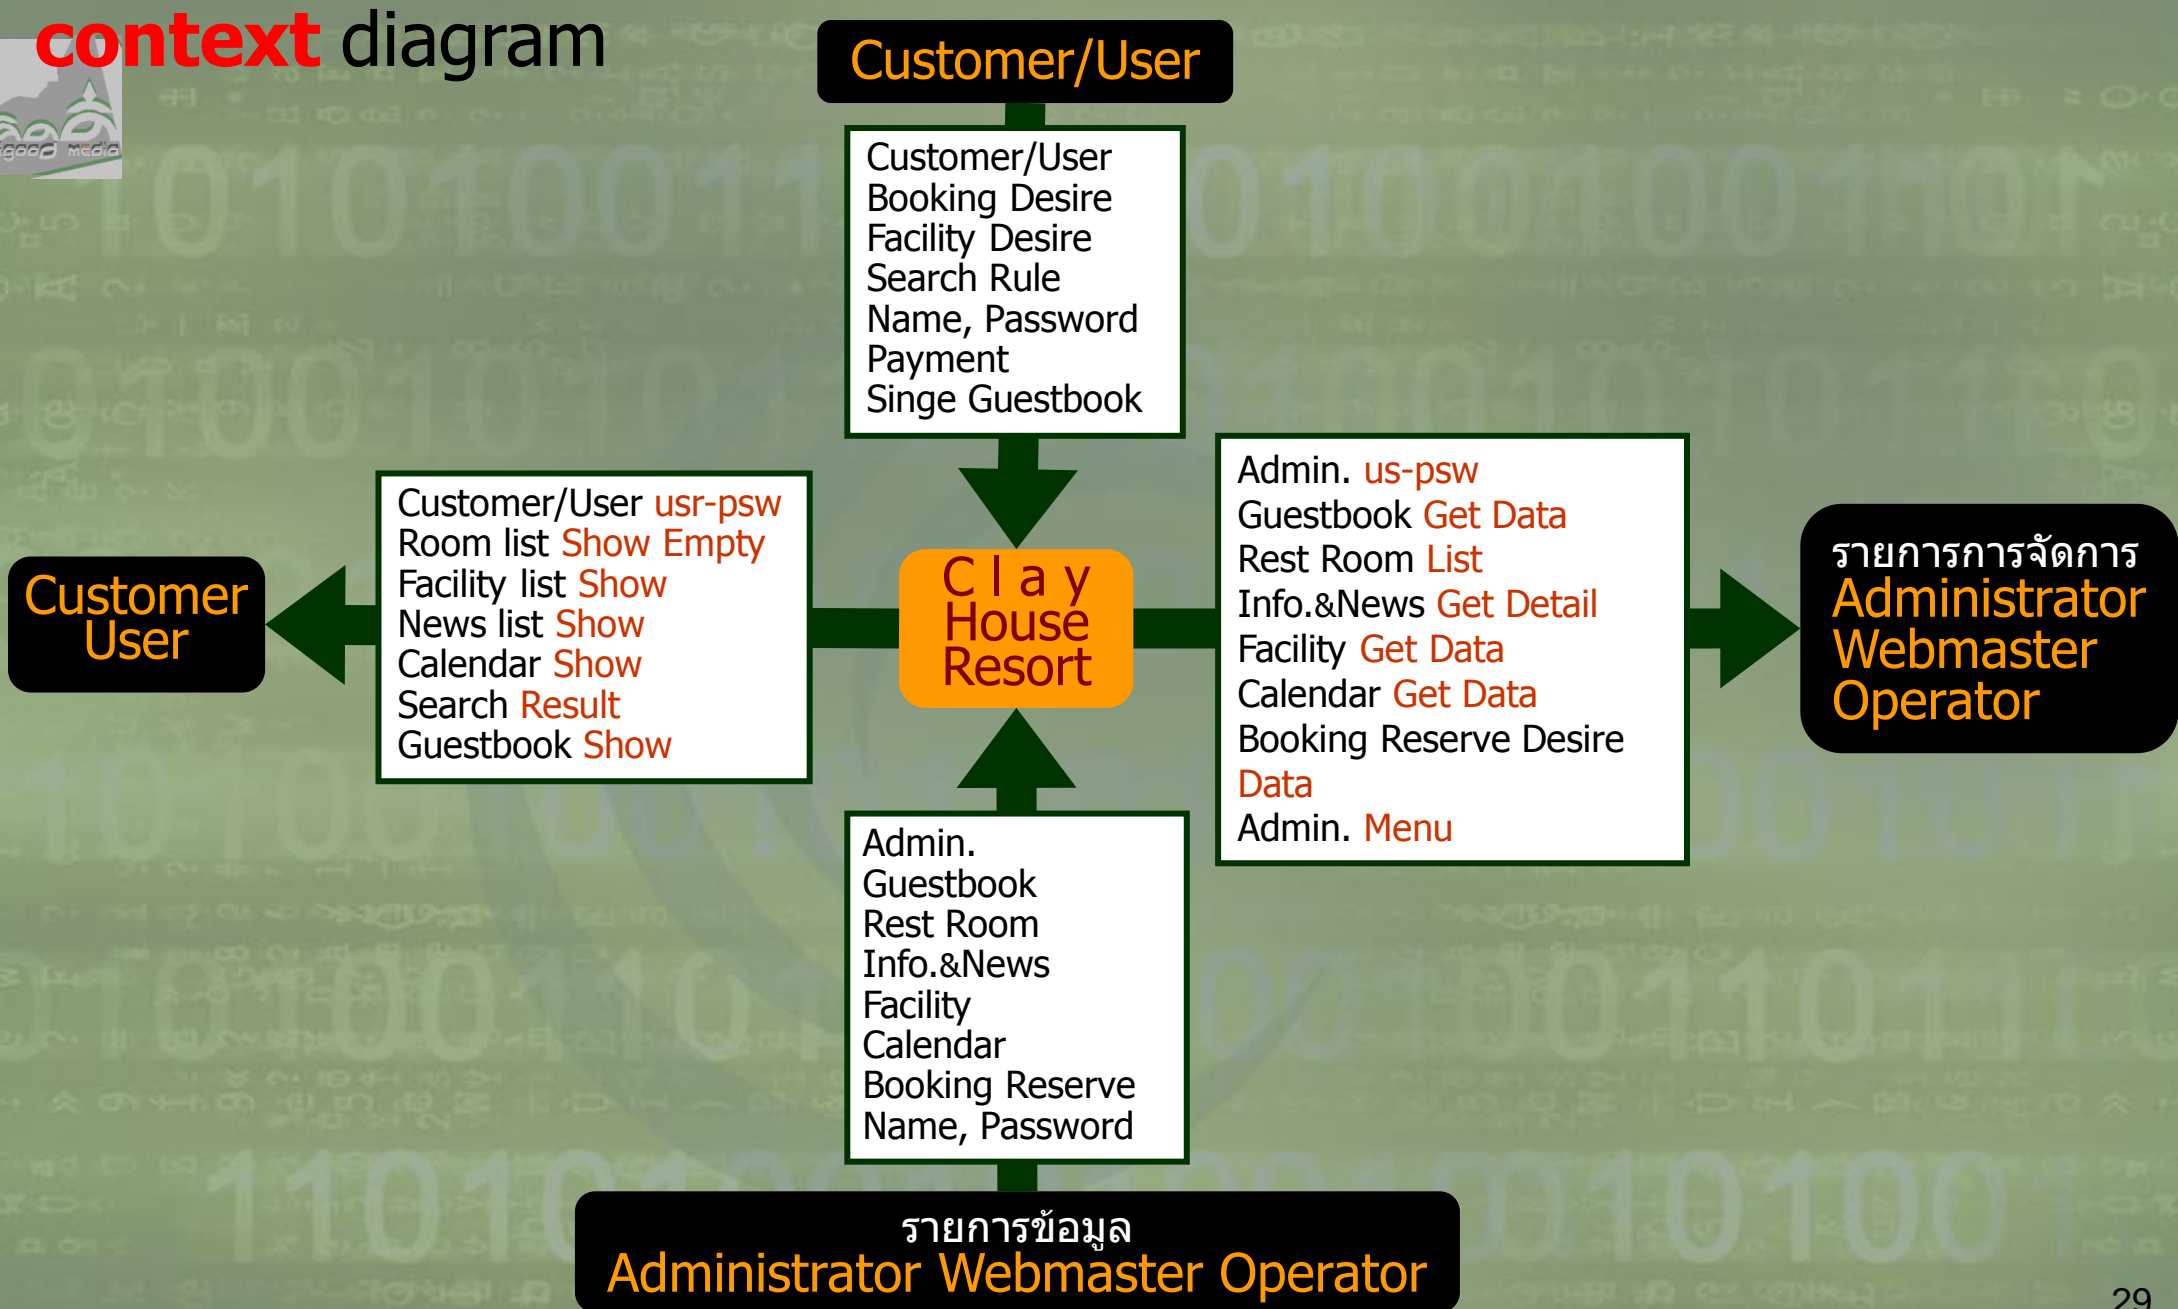 context diagram
Customer/User
Customer/User
Booking Desire
Facility Desire
Search Rule
Name, Password
Payment
Singe Guestbook
Customer/User usr-psw
Room list Show Empty
Facility list Show
News list Show
Calendar Show
Search Result
Guestbook Show
Customer
User
C l a y
House
Resort
Admin. us-psw
Guestbook Get Data
Rest Room List
Info.&News Get Detail
Facility Get Data
Calendar Get Data
Booking Reserve Desire
Data
Admin. Menu
รายการการจัดการ
Administrator
Webmaster
Operator
Admin.
Guestbook
Rest Room
Info.&News
Facility
Calendar
Booking Reserve
Name, Password
รายการข้อมูล
Administrator Webmaster Operator
29